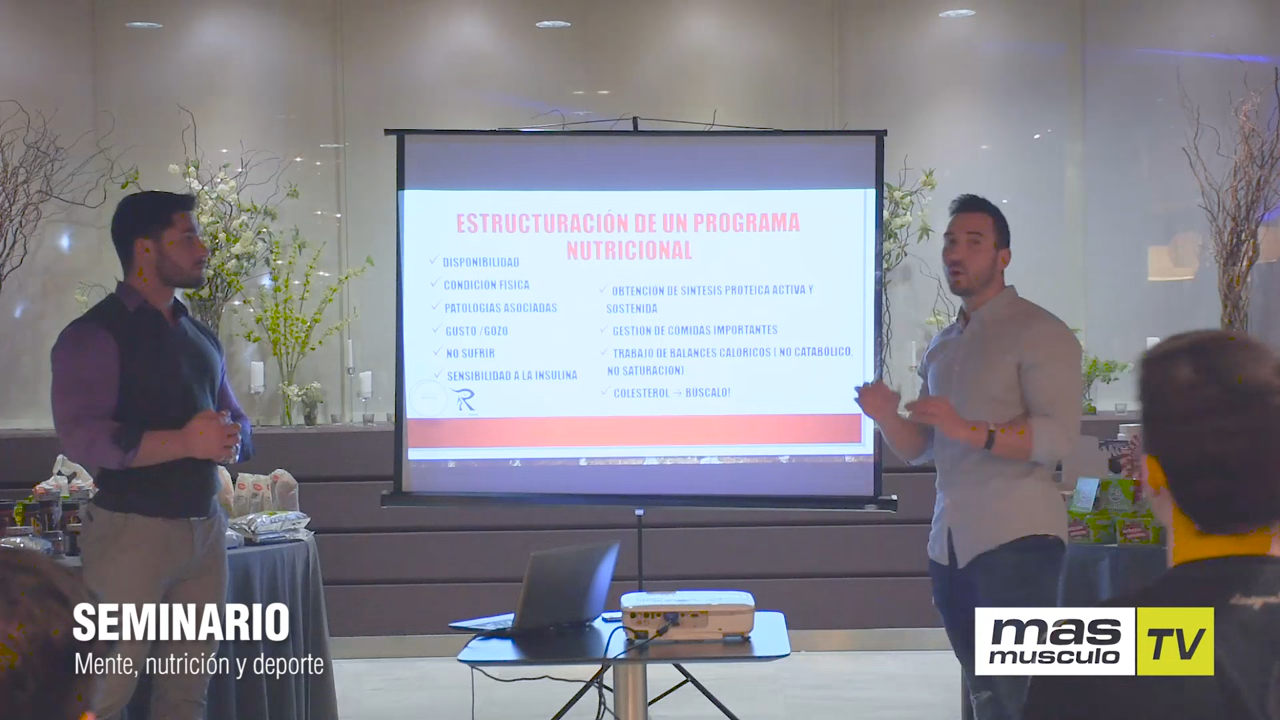 ESTRUCTURACIÓN DE UN PROGRAMA
NUTRICIONAL
✓ DISPONIBILIDAD
✓ CONDICIÓN FISICA
✓ PATOLOGIAS ASOCIADAS
✓ GUSTO /GOZO
✓ NO SUFRIR
✓ SENSIBILIDAD A LA INSULINA
✓ OBTENCION DE SINTESIS PROTEICA ACTIVA Y
SOSTENIDA
✓ GESTION DE COMIDAS IMPORTANTES
✓ TRABAJO DE BALANCES CALORICOS ( NO CATABÓLICO,
NO SATURACION)
✓ COLESTEROL → BUSCALO!
R
SEMINARIO
Mente, nutrición y deporte
mas
musculo
TV